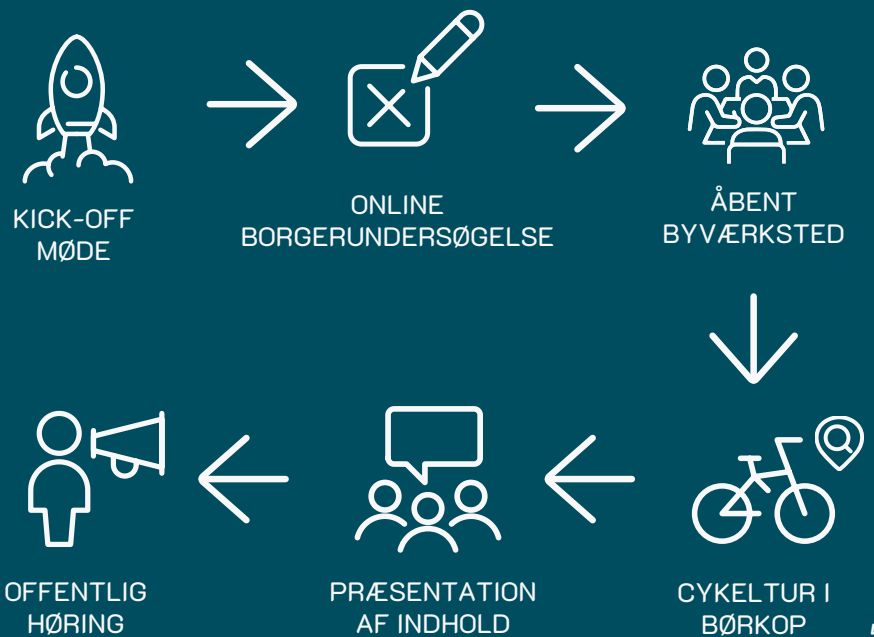 KICK-OFF
MØDE
ONLINE
BORGERUNDERSØGELSE
ÅBENT
BYVÆRKSTED
CYKELTUR I
BØRKOP
PRÆSENTATION
AF INDHOLD
OFFENTLIG
HØRING